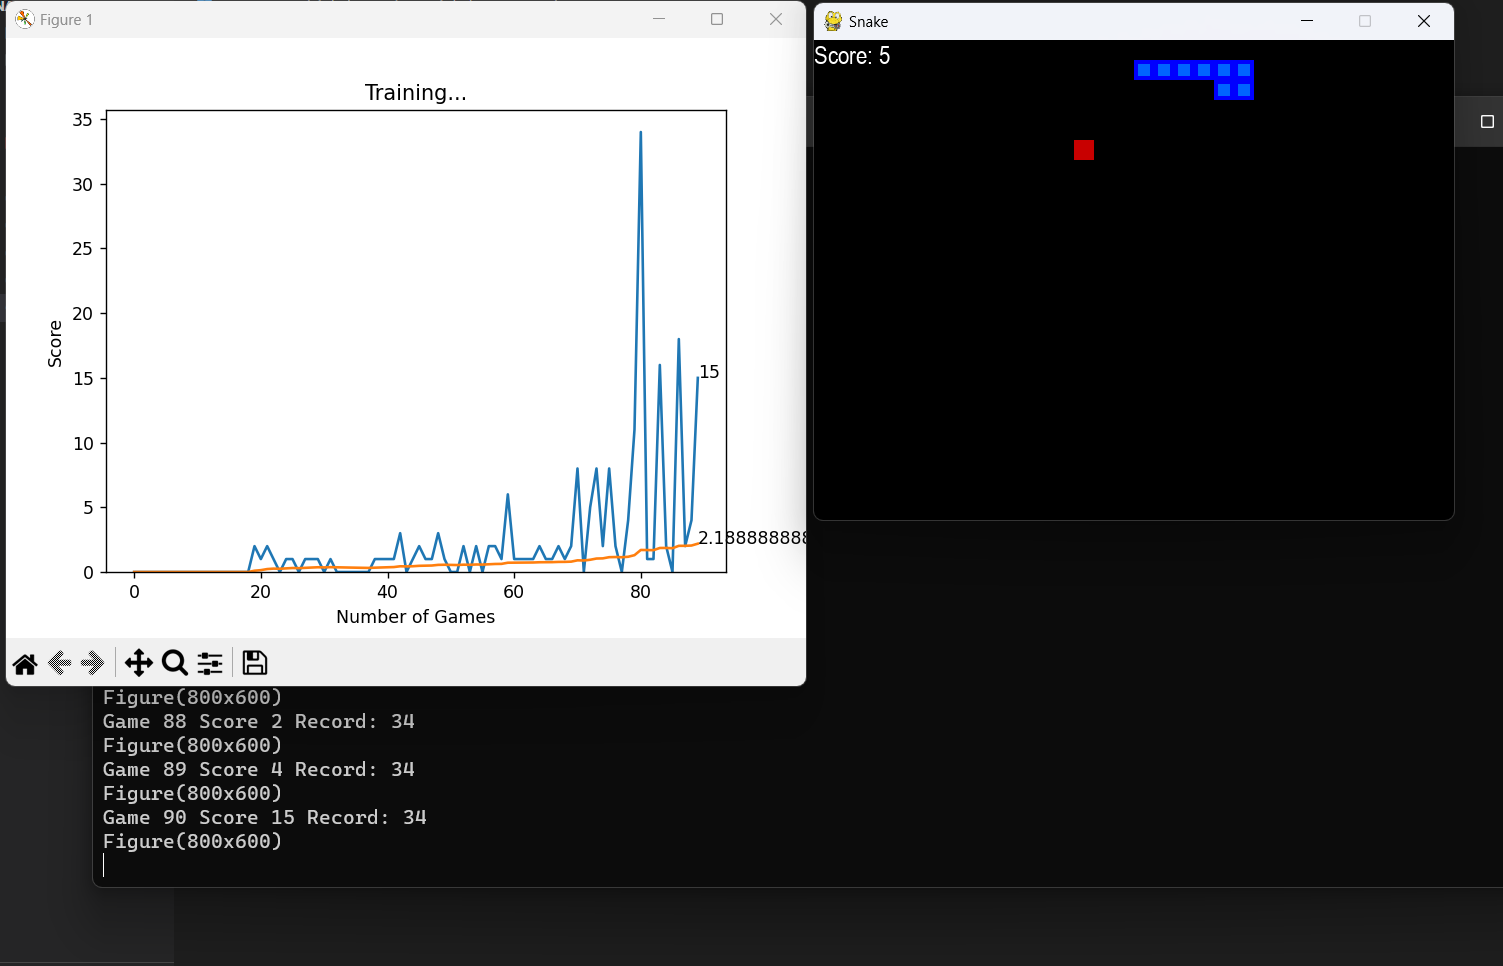 Figure 1
Training...
35
30
25
20
15
10
5
0
Score
15
2.188888888
0 20 40 60 80
Number of Games
Snake
Score: 5
Figure(800x600)
Game 88 Score 2 Record: 34
Figure(800x600)
Game 89 Score 4 Record: 34
Figure(800x600)
Game 90 Score 15 Record: 34
Figure(800x600)